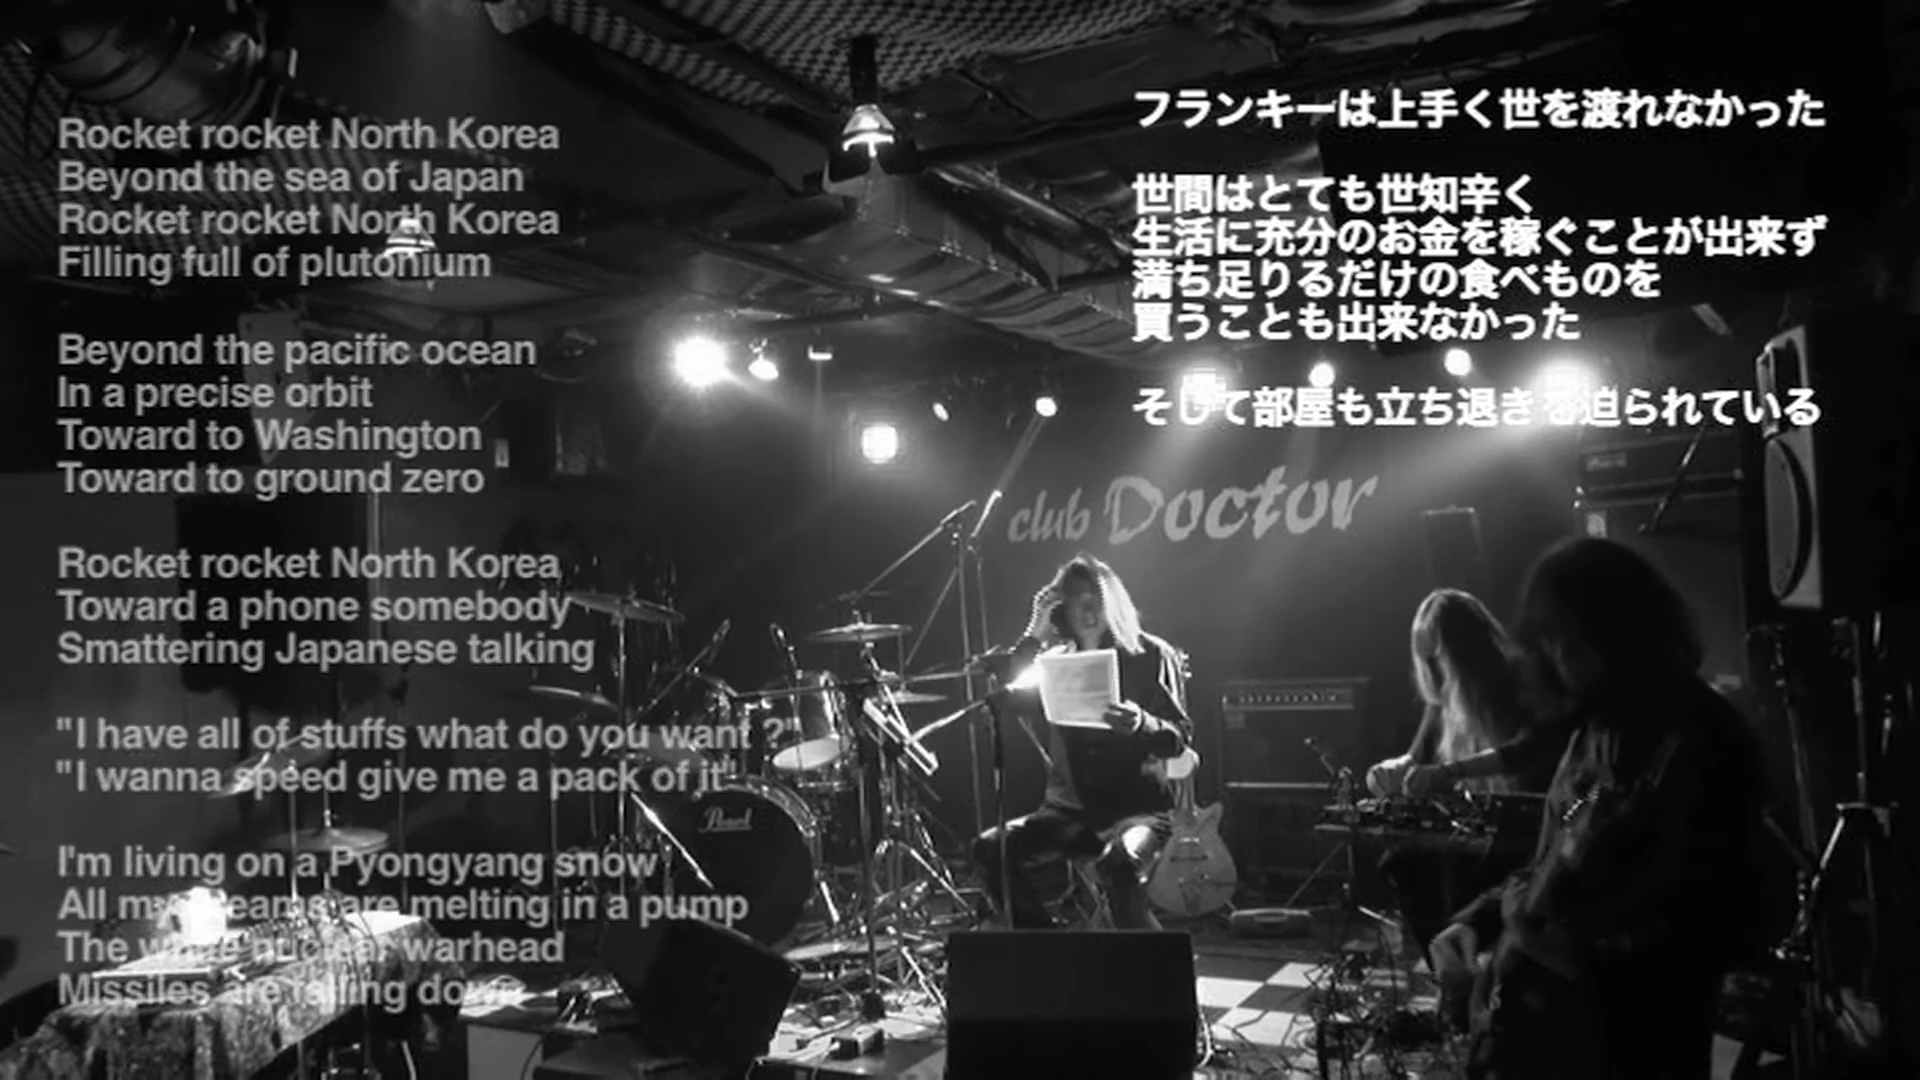 Rocket rocket North Korea
Beyond the sea of Japan
Rocket rocket North Korea
Filling full of plutonium
Beyond the pacific ocean
In a precise orbit
Toward to Washington
Toward to ground zero
Rocket rocket North Korea
Toward a phone somebody
Smattering Japanese talking
"I have all of stuffs what do you want ?"
"I wanna speed give me a pack of it"
I'm living on a Pyongyang snow
All my dreams are melting in a pump
The white nuclear warhead
Missiles are falling down
フランキーは上手く世を渡れなかった
世間はとても世知辛く
生活に充分のお金を稼ぐことが出来ず
満ち足りるだけの食べものを
買うことも出来なかった
そして部屋も立ち退きを迫られている
club Doctor
Pearl